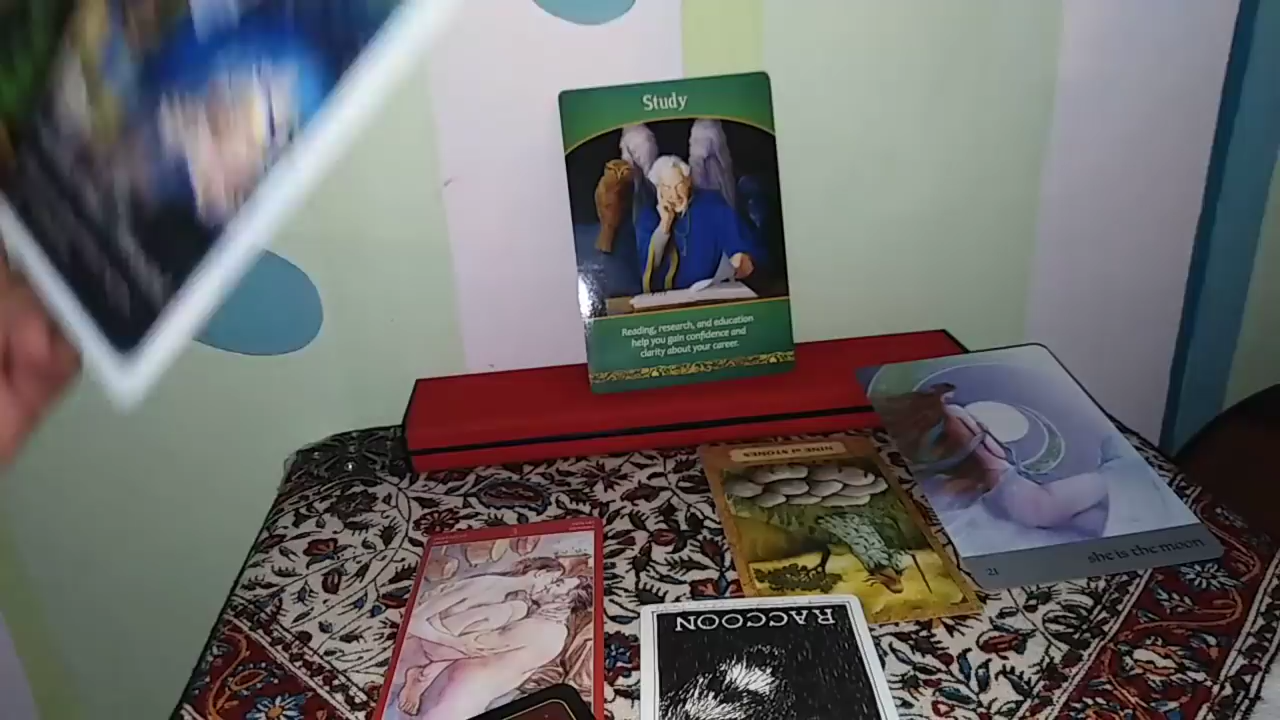 Study
Reading, research, and education
help you gain confidence and
clarity about your career.
NINE of STONES
21
she is the moon
RACCOON